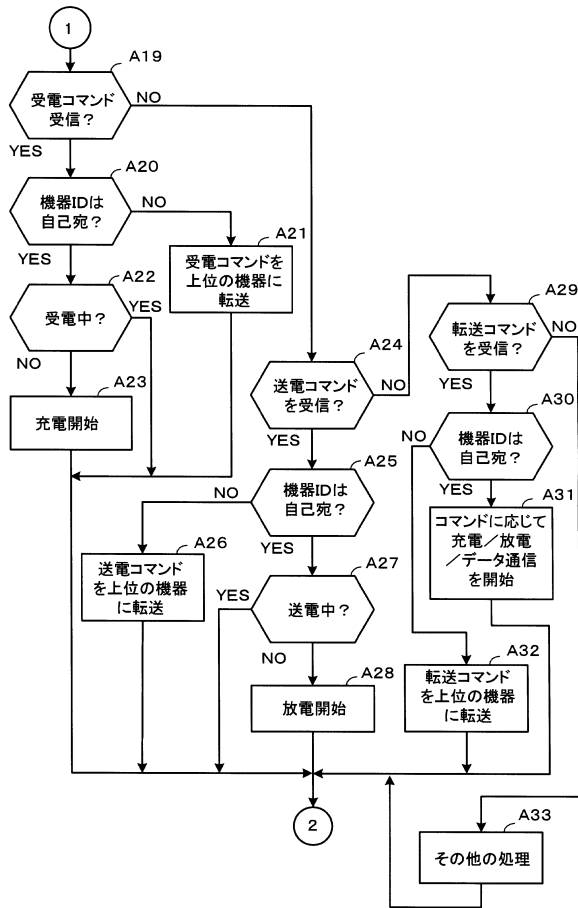 1
A19
受電コマンド
受信？
NO
YES
A20
機器IDは
自己宛？
NO
YES
A21
受電コマンドを
上位の機器に
転送
A22
受電中？
YES
NO
A23
充電開始
A24
送電コマンド
を受信？
NO
YES
A25
機器IDは
自己宛？
NO
YES
A26
送電コマンド
を上位の機器
に転送
A27
送電中？
YES
NO
A28
放電開始
A29
転送コマンド
を受信？
NO
YES
A30
機器IDは
自己宛？
NO
YES
A31
コマンドに応じて
充電／放電
／データ通信
を開始
A32
転送コマンド
を上位の機器
に転送
2
A33
その他の処理